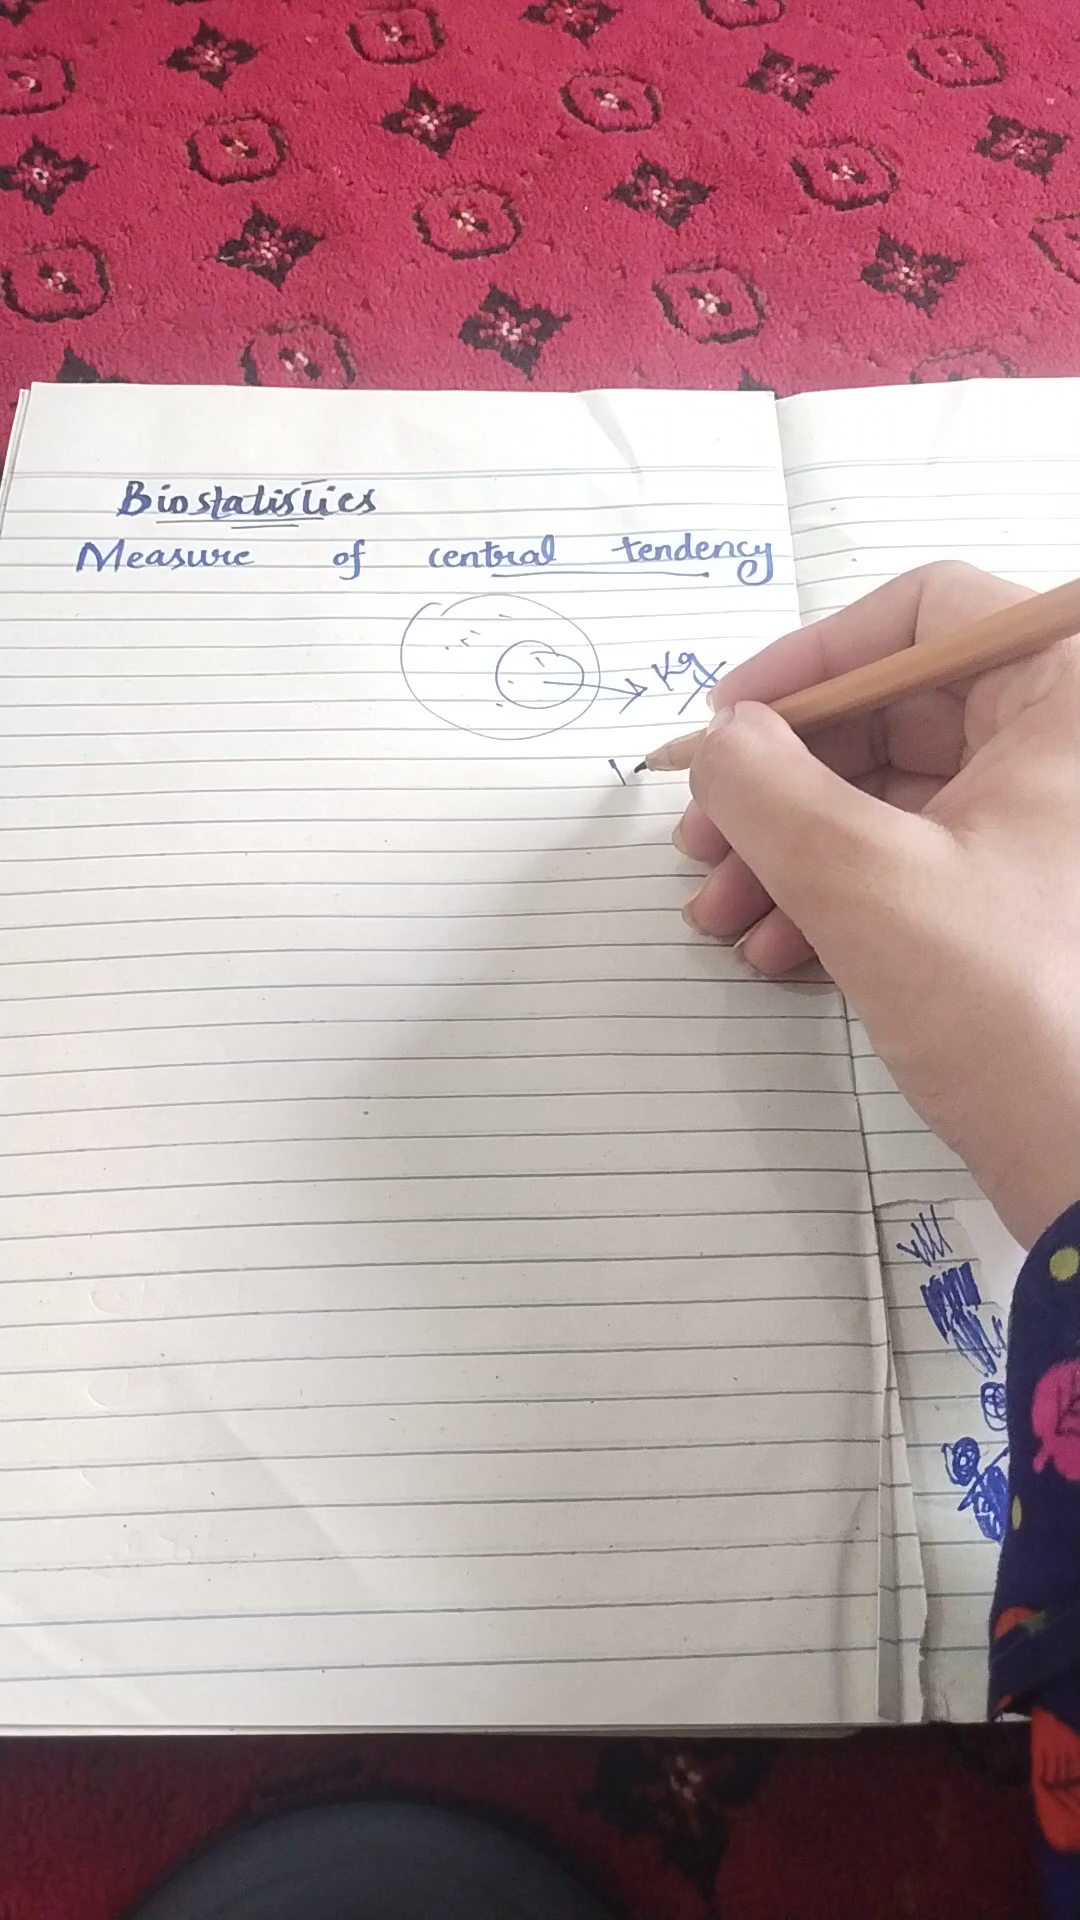 Biostatistics
Measure of central tendency
Kg